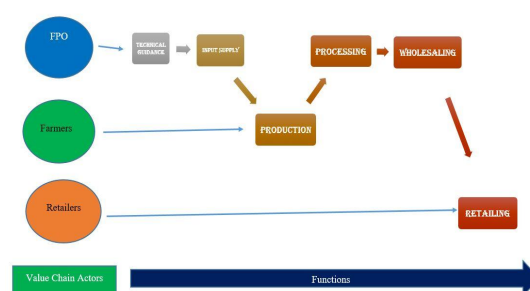 FPO
TECHNICAL
GUIDANCE
INPUT SUPPLY
PROCESSING
WHOLESALING
Farmers
PRODUCTION
Retailers
RETAILING
Value Chain Actors
Functions